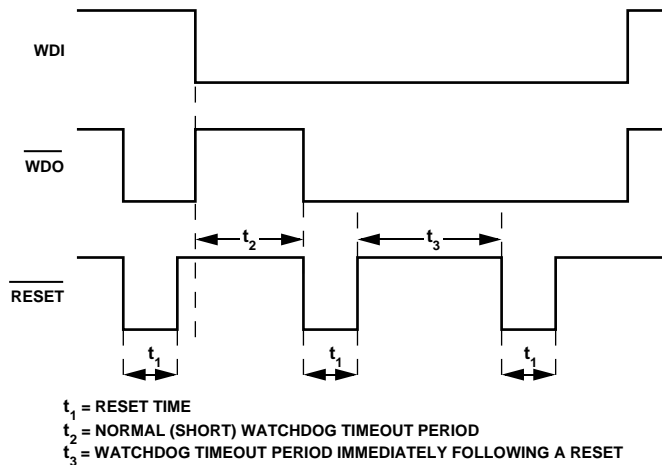 WDI
WDO
t2
t3
RESET
t1
t1
t1
t1 = RESET TIME
t2 = NORMAL (SHORT) WATCHDOG TIMEOUT PERIOD
t3 = WATCHDOG TIMEOUT PERIOD IMMEDIATELY FOLLOWING A RESET